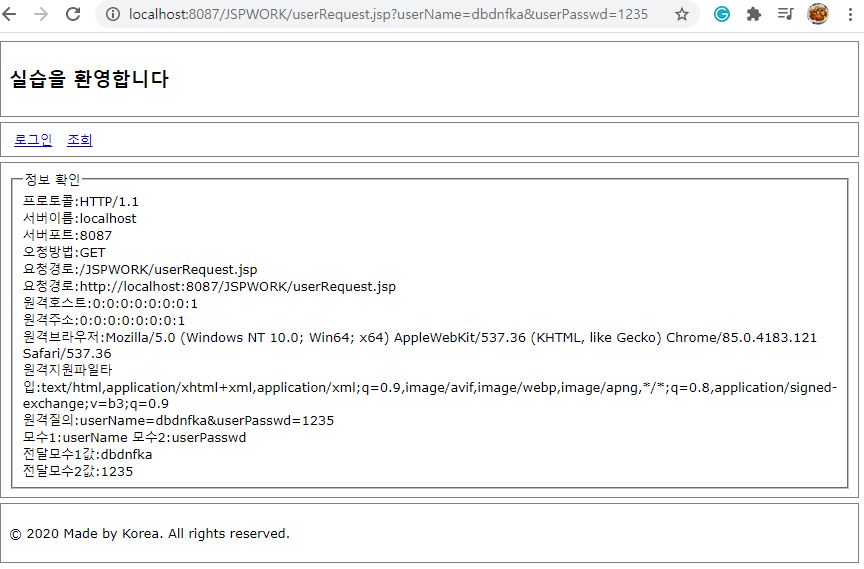 localhost:8087/JSPWORK/userRequest.jsp?userName=dbdnfka&userPasswd=1235
실습을 환영합니다
로그인 조회
정보 확인
프로토콜:HTTP/1.1
서버이름:localhost
서버포트:8087
오청방법:GET
요청경로:/JSPWORK/userRequest.jsp
요청경로:http://localhost:8087/JSPWORK/userRequest.jsp
원격호스트:0:0:0:0:0:0:0:1
원격주소:0:0:0:0:0:0:0:1
원격브라우저:Mozilla/5.0 (Windows NT 10.0; Win64; x64) AppleWebKit/537.36 (KHTML, like Gecko) Chrome/85.0.4183.121
Safari/537.36
원격지원파일타
입:text/html,application/xhtml+xml,application/xml;q=0.9,image/avif,image/webp,image/apng,*/*;q=0.8,application/signed-
exchange;v=b3;q=0.9
원격질의:userName=dbdnfka&userPasswd=1235
모수1:userName 모수2:userPasswd
전달모수1값:dbdnfka
전달모수2값:1235
© 2020 Made by Korea. All rights reserved.